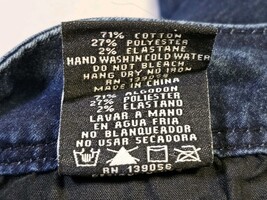 71% COTTON
27% POLYESTER
2% ELASTANE
HAND WASH IN COLD WATER
DO NOT BLEACH.
HANG DRY NO IRON
RN 139056
MADE IN CHINA
71% ALGODON
27% POLIESTER
2% ELASTANO
LAVAR A MANO
EN AGUA FRIA
NO BLANQUEADOR
NO USAR SECADORA
RN 139056